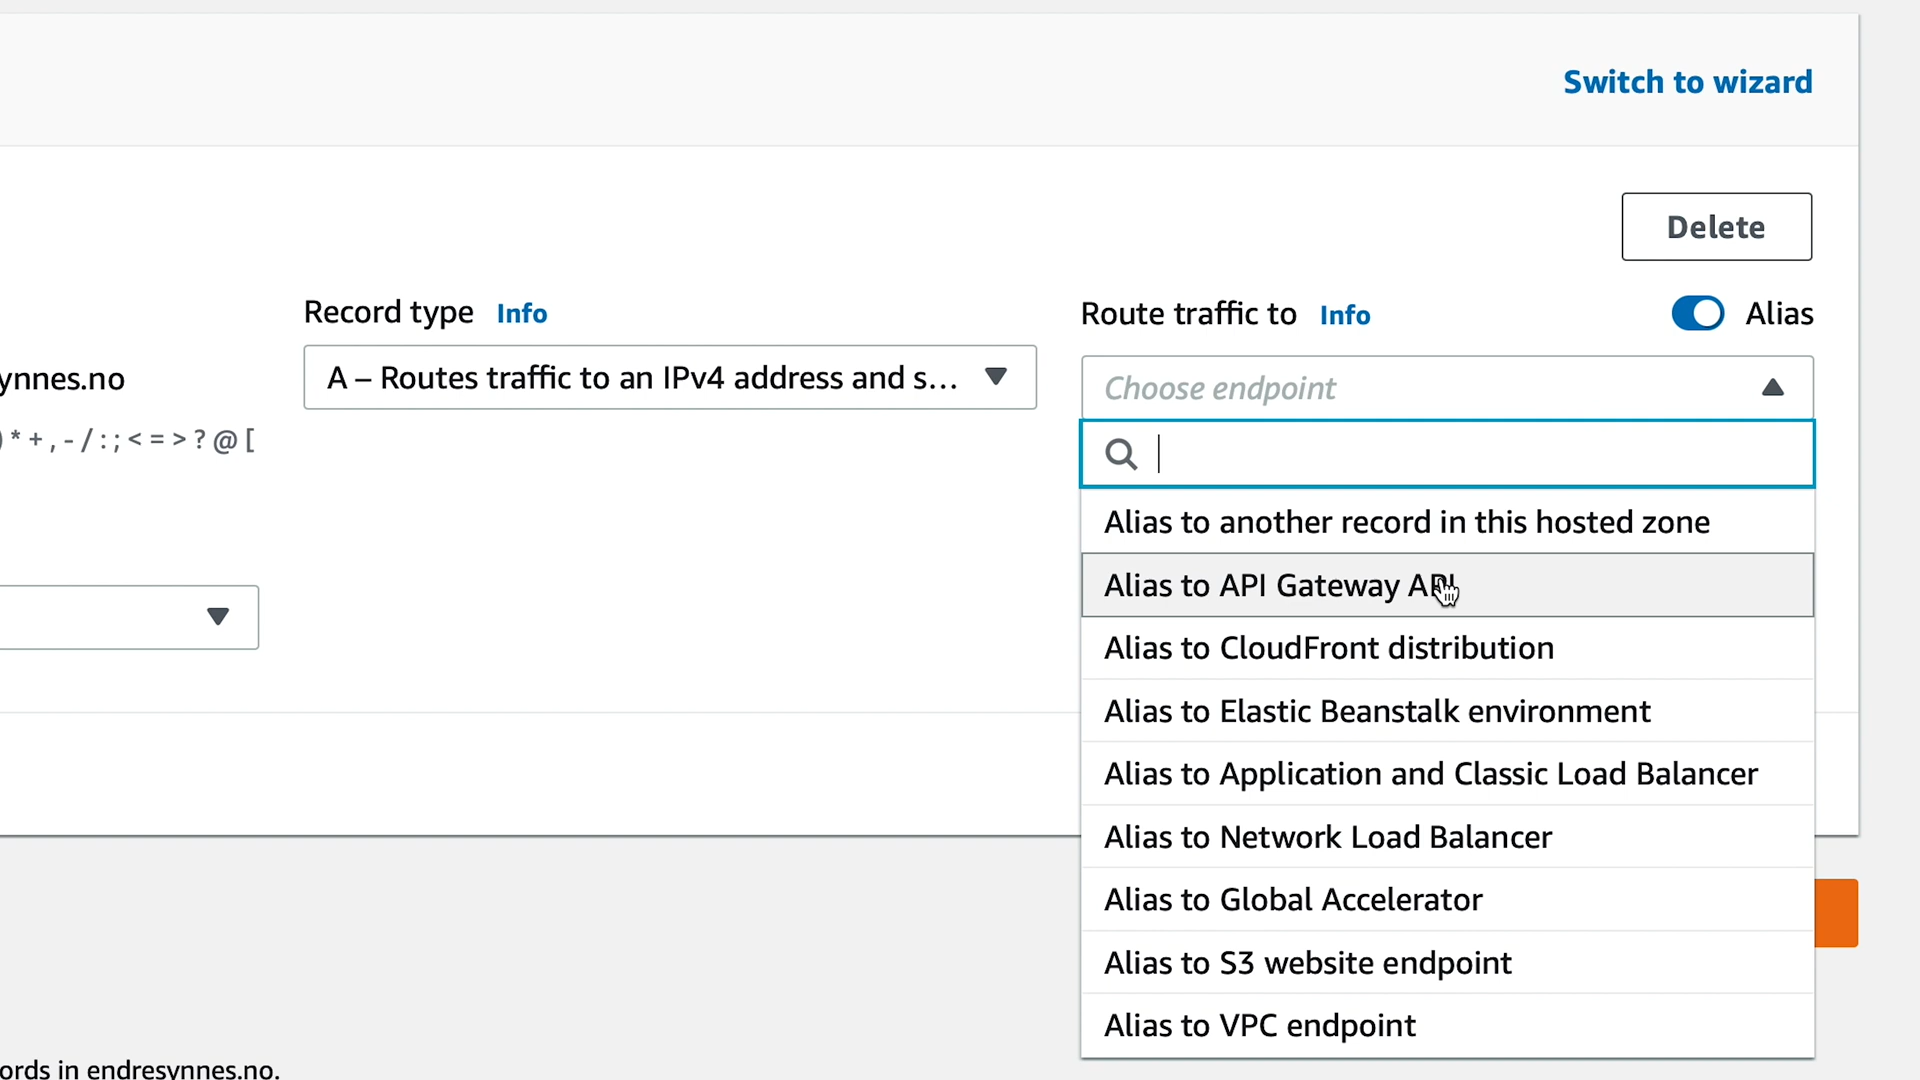 Switch to wizard
Delete
Record type Info
Route traffic to Info
Alias
ynnes.no
A – Routes traffic to an IPv4 address and s...
Choose endpoint
) * + , - / : ; < = > ? @ [
Alias to another record in this hosted zone
Alias to API Gateway API
Alias to CloudFront distribution
Alias to Elastic Beanstalk environment
Alias to Application and Classic Load Balancer
Alias to Network Load Balancer
Alias to Global Accelerator
Alias to S3 website endpoint
Alias to VPC endpoint
ords in endresynnes.no.